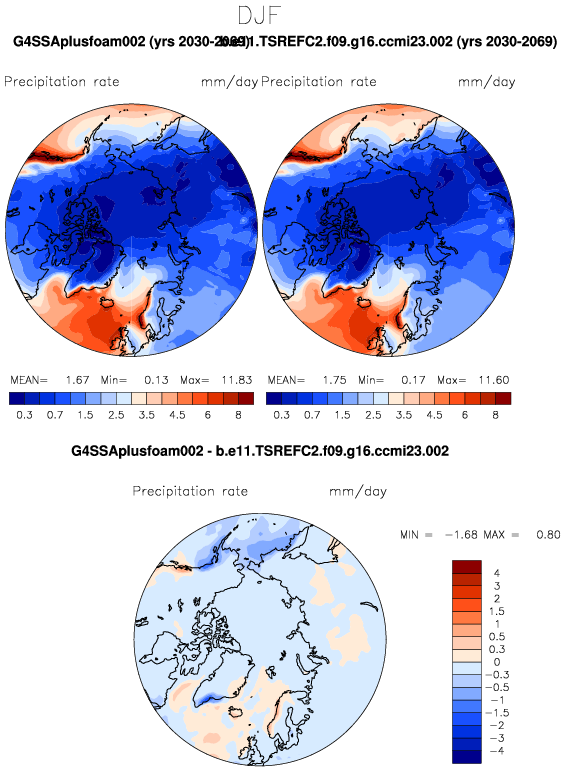 DJF
G4SSAplusfoam002 (yrs 2030-2069) b.e11.TSREFC2.f09.g16.ccmi23.002 (yrs 2030-2069)
Precipitation rate mm/day Precipitation rate mm/day
MEAN= 1.67 Min= 0.13 Max= 11.83 MEAN= 1.75 Min= 0.17 Max= 11.60
0.3 0.7 1.5 2.5 3.5 4.5 6 8 0.3 0.7 1.5 2.5 3.5 4.5 6 8
G4SSAplusfoam002 - b.e11.TSREFC2.f09.g16.ccmi23.002
Precipitation rate mm/day
MIN = -1.68 MAX = 0.80
4
3
2
1.5
1
0.5
0.3
0
-0.3
-0.5
-1
-1.5
-2
-3
-4